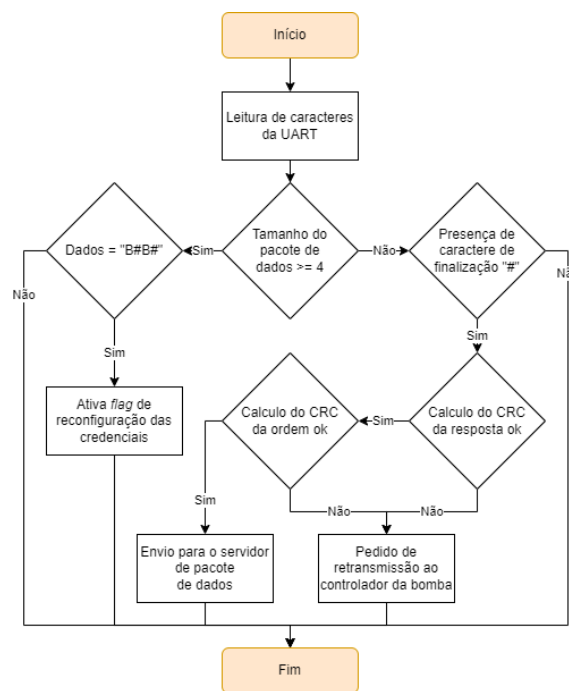 Início
Leitura de caracteres
da UART
Dados = "B#B#"
Sim
Tamanho do
pacote de
dados >= 4
Não
Presença de
caractere de
finalização "#"
Não
Não
Sim
Sim
Ativa flag de
reconfiguração das
credenciais
Calculo do CRC
da ordem ok
Sim
Calculo do CRC
da resposta ok
Sim
Não
Não
Envio para o servidor
de pacote
de dados
Pedido de
retransmissão ao
controlador da bomba
Fim